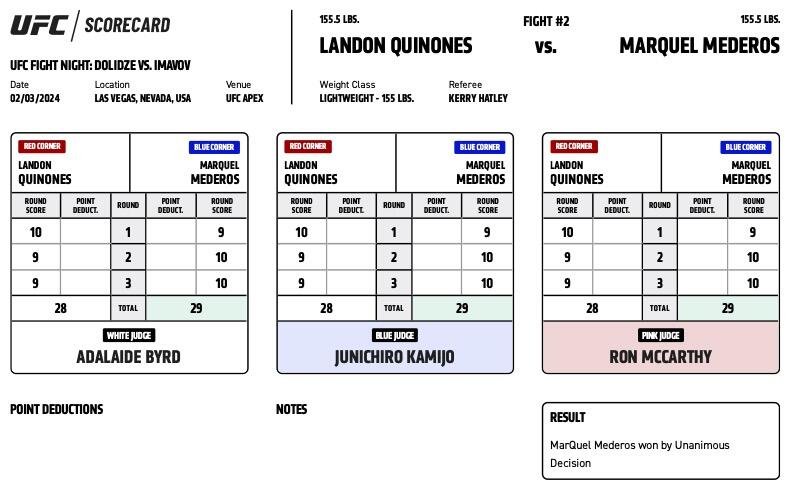 UFC / SCORECARD
UFC FIGHT NIGHT: DOLIDZE VS. IMAVOV
Date Location Venue
02/03/2024 LAS VEGAS, NEVADA, USA UFC APEX
155.5 LBS. FIGHT #2 155.5 LBS.
LANDON QUINONES vs. MARQUEL MEDEROS
Weight Class Referee
LIGHTWEIGHT - 155 LBS. KERRY HATLEY
RED CORNER BLUE CORNER
LANDON MARQUEL
QUINONES MEDEROS
ROUND POINT ROUND POINT ROUND
SCORE DEDUCT. DEDUCT. SCORE
10 1 9
9 2 10
9 3 10
28 TOTAL 29
WHITE JUDGE
ADALAIDE BYRD
RED CORNER BLUE CORNER
LANDON MARQUEL
QUINONES MEDEROS
ROUND POINT ROUND POINT ROUND
SCORE DEDUCT. DEDUCT. SCORE
10 1 9
9 2 10
9 3 10
28 TOTAL 29
BLUE JUDGE
JUNICHIRO KAMIJO
RED CORNER BLUE CORNER
LANDON MARQUEL
QUINONES MEDEROS
ROUND POINT ROUND POINT ROUND
SCORE DEDUCT. DEDUCT. SCORE
10 1 9
9 2 10
9 3 10
28 TOTAL 29
PINK JUDGE
RON MCCARTHY
POINT DEDUCTIONS
NOTES
RESULT
MarQuel Mederos won by Unanimous
Decision